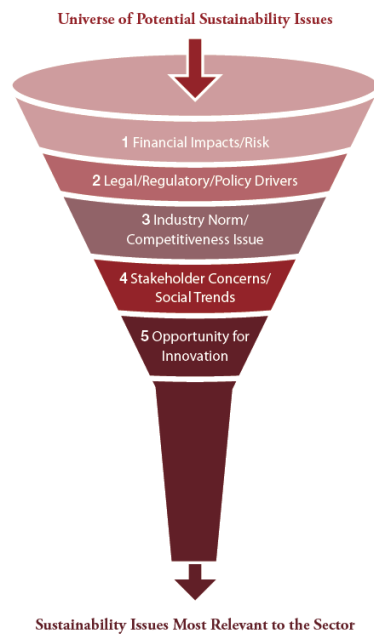 Universe of Potential Sustainability Issues
1 Financial Impacts/Risk
2 Legal/Regulatory/Policy Drivers
3 Industry Norm/
Competitiveness Issue
4 Stakeholder Concerns/
Social Trends
5 Opportunity for
Innovation
Sustainability Issues Most Relevant to the Sector